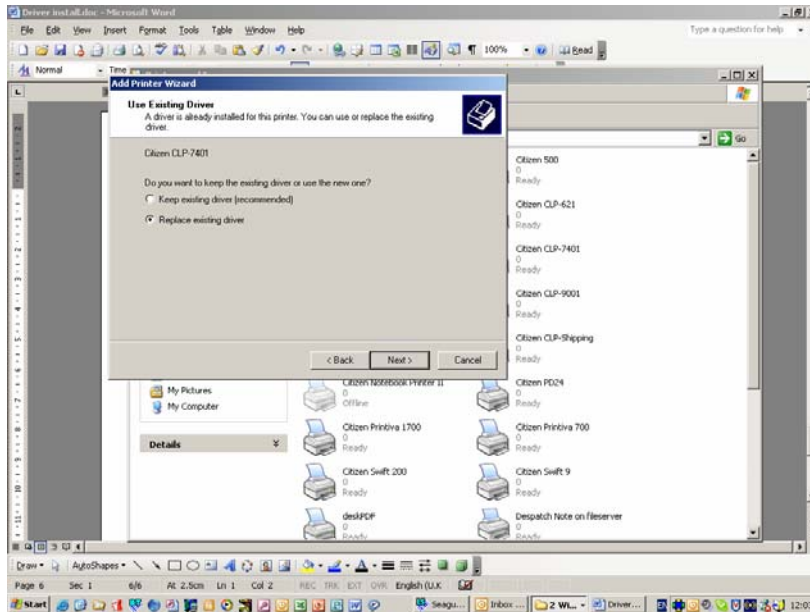 Driver install.doc - Microsoft Word
File Edit View Insert Format Tools Table Window Help
Type a question for help
100%
Read
Normal
Time
Add Printer Wizard
Use Existing Driver
A driver is already installed for this printer. You can use or replace the existing
driver.
Citizen CLP-7401
Do you want to keep the existing driver or use the new one?
Keep existing driver (recommended)
Replace existing driver
< Back
Next >
Cancel
Go
Citizen 500
0
Ready
Citizen CLP-621
0
Ready
Citizen CLP-7401
0
Ready
Citizen CLP-9001
0
Ready
Citizen CLP-Shipping
0
Ready
My Pictures
My Computer
Details
Citizen Notebook Printer II
0
Offline
Citizen PD24
0
Ready
Citizen Printiva 1700
0
Ready
Citizen Printiva 700
0
Ready
Citizen Swift 200
0
Ready
Citizen Swift 9
0
Ready
deskPDF
0
Ready
Despatch Note on fileserver
0
Ready
Draw AutoShapes
Page 6 Sec 1 6/6 At 2.5cm Ln 1 Col 2 REC TRK EXT OVR English (U.K
Start
Seagu...
Inbox ...
2 Wi...
Driver...
12:05